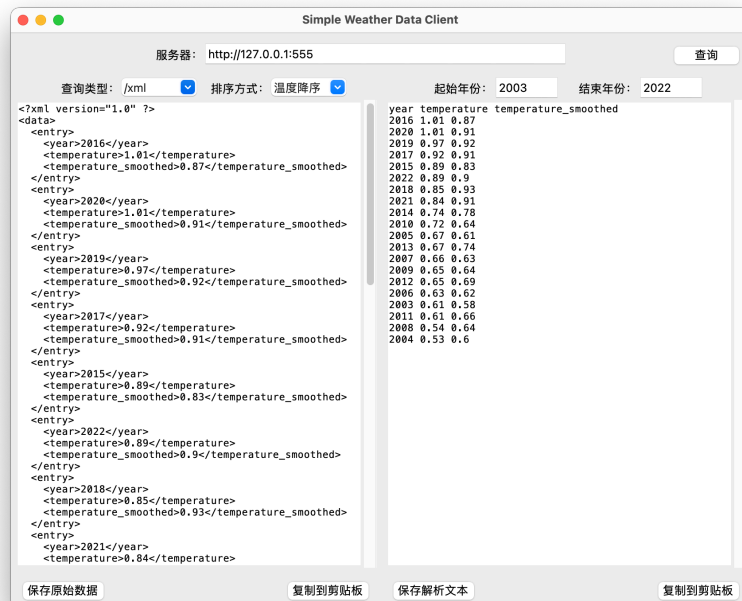 Simple Weather Data Client
服务器: http://127.0.0.1:555 查询
查询类型: /xml 排序方式: 温度降序 起始年份: 2003 结束年份: 2022
<?xml version="1.0" ?>
<data>
<entry>
<year>2016</year>
<temperature>1.01</temperature>
<temperature_smoothed>0.87</temperature_smoothed>
</entry>
<entry>
<year>2020</year>
<temperature>1.01</temperature>
<temperature_smoothed>0.91</temperature_smoothed>
</entry>
<entry>
<year>2019</year>
<temperature>0.97</temperature>
<temperature_smoothed>0.92</temperature_smoothed>
</entry>
<entry>
<year>2017</year>
<temperature>0.92</temperature>
<temperature_smoothed>0.91</temperature_smoothed>
</entry>
<entry>
<year>2015</year>
<temperature>0.89</temperature>
<temperature_smoothed>0.83</temperature_smoothed>
</entry>
<entry>
<year>2022</year>
<temperature>0.89</temperature>
<temperature_smoothed>0.9</temperature_smoothed>
</entry>
<entry>
<year>2018</year>
<temperature>0.85</temperature>
<temperature_smoothed>0.93</temperature_smoothed>
</entry>
<entry>
<year>2021</year>
<temperature>0.84</temperature>
year temperature temperature_smoothed
2016 1.01 0.87
2020 1.01 0.91
2019 0.97 0.92
2017 0.92 0.91
2015 0.89 0.83
2022 0.89 0.9
2018 0.85 0.93
2021 0.84 0.91
2014 0.74 0.78
2010 0.72 0.64
2005 0.67 0.61
2013 0.67 0.74
2007 0.66 0.63
2009 0.65 0.64
2012 0.65 0.69
2006 0.63 0.62
2003 0.61 0.58
2011 0.61 0.66
2008 0.54 0.64
2004 0.53 0.6
保存原始数据 复制到剪贴板 保存解析文本 复制到剪贴板